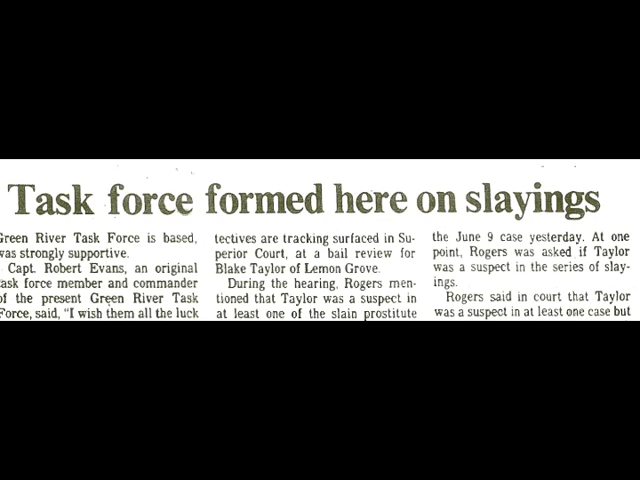 Task force formed here on slayings
Green River Task Force is based,
was strongly supportive.
Capt. Robert Evans, an original
task force member and commander
of the present Green River Task
Force, said, "I wish them all the luck
tectives are tracking surfaced in Su-
perior Court, at a bail review for
Blake Taylor of Lemon Grove.
During the hearing, Rogers men-
tioned that Taylor was a suspect in
at least one of the slain prostitute
the June 9 case yesterday. At one
point, Rogers was asked if Taylor
was a suspect in the series of slay-
ings.
Rogers said in court that Taylor
was a suspect in at least one case but